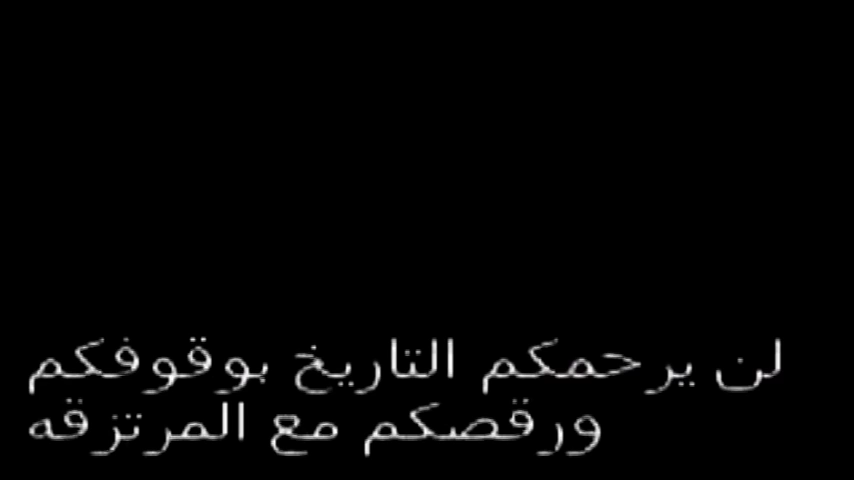 لن يرحمكم التاريخ بوقوفكم
ورقصكم مع المرتزقه